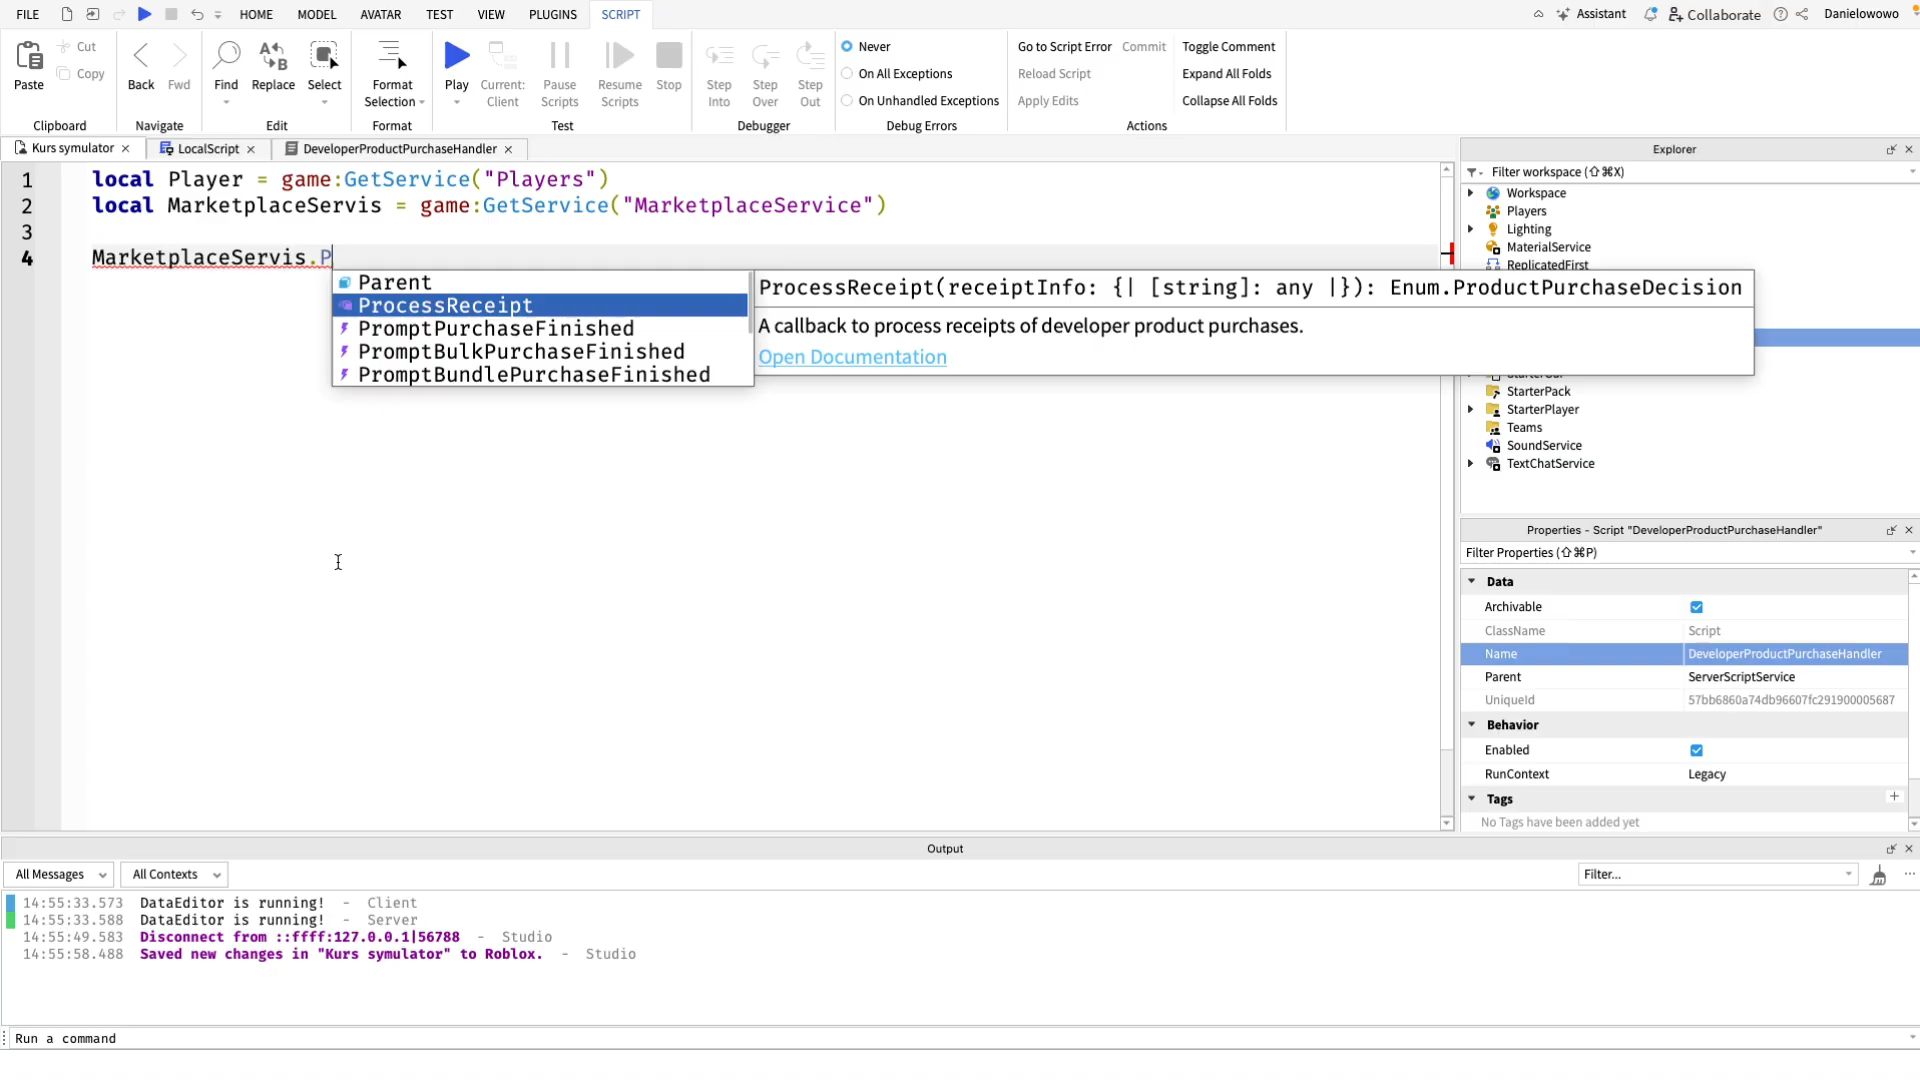 FILE HOME MODEL AVATAR TEST VIEW PLUGINS SCRIPT Assistant Collaborate Danielowowo
Paste Cut Copy Clipboard
Back Fwd Navigate
Find Replace Select Edit
Format Selection Format
Play Current: Client Pause Scripts Resume Scripts Stop Test
Step Into Step Over Step Out Debugger
Never
On All Exceptions
On Unhandled Exceptions
Debug Errors
Go to Script Error Commit Toggle Comment
Reload Script Expand All Folds
Apply Edits Collapse All Folds
Actions
Kurs symulator LocalScript DeveloperProductPurchaseHandler
1 local Player = game:GetService("Players")
2 local MarketplaceServis = game:GetService("MarketplaceService")
3
4 MarketplaceServis.P
Parent
ProcessReceipt
PromptPurchaseFinished
PromptBulkPurchaseFinished
PromptBundlePurchaseFinished
ProcessReceipt(receiptInfo: {| [string]: any |}): Enum.ProductPurchaseDecision
A callback to process receipts of developer product purchases.
Open Documentation
Explorer
Filter workspace (⇧⌘X)
Workspace
Players
Lighting
MaterialService
ReplicatedFirst
StarterGui
StarterPack
StarterPlayer
Teams
SoundService
TextChatService
Properties - Script "DeveloperProductPurchaseHandler"
Filter Properties (⇧⌘P)
Data
Archivable
ClassName Script
Name DeveloperProductPurchaseHandler
Parent ServerScriptService
UniqueId 57bb6860a74db96607fc291900005687
Behavior
Enabled
RunContext Legacy
Tags
No Tags have been added yet
Output
All Messages All Contexts Filter...
14:55:33.573 DataEditor is running! - Client
14:55:33.588 DataEditor is running! - Server
14:55:49.583 Disconnect from ::ffff:127.0.0.1|56788 - Studio
14:55:58.488 Saved new changes in "Kurs symulator" to Roblox. - Studio
Run a command